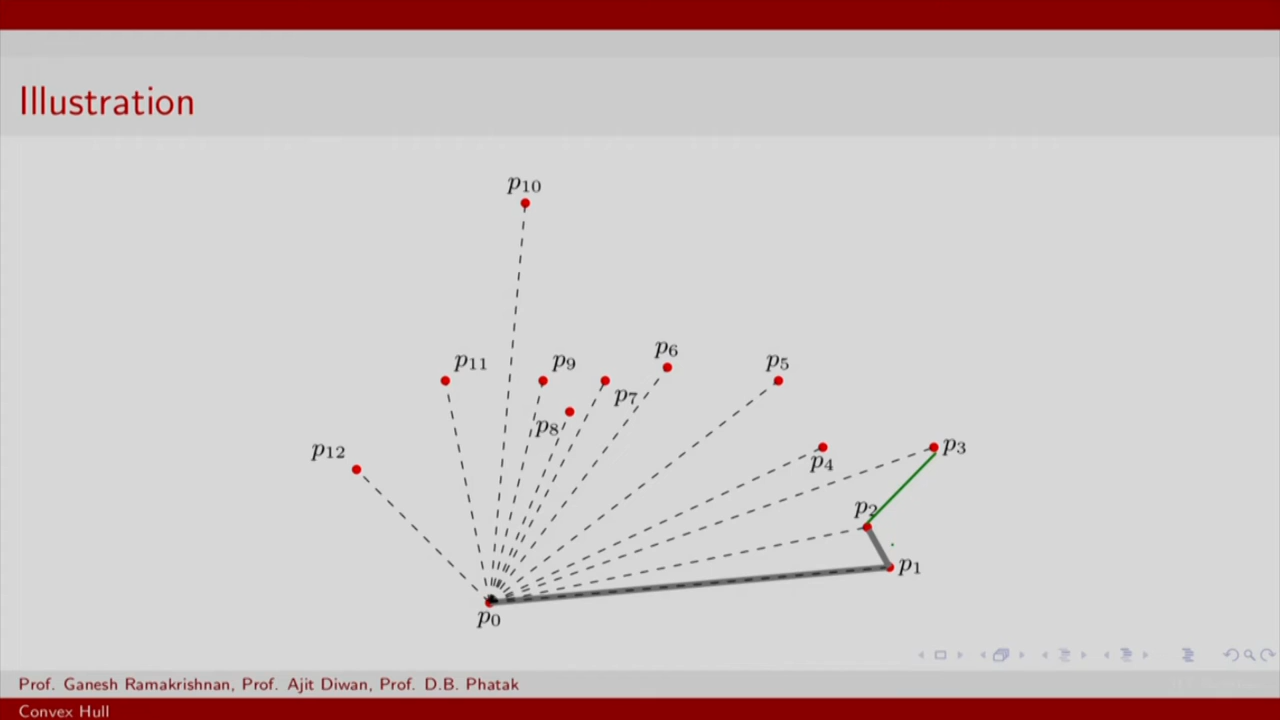 Illustration
p10
p11
p9
p6
p5
p7
p8
p12
p3
p4
p2
p1
p0
Prof. Ganesh Ramakrishnan, Prof. Ajit Diwan, Prof. D.B. Phatak
Convex Hull